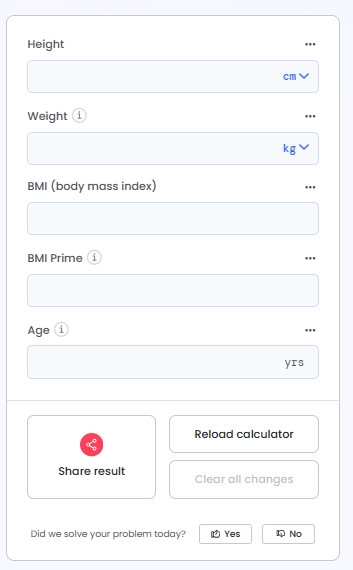 Height
cm
Weight
kg
BMI (body mass index)
BMI Prime
Age
yrs
Share result
Reload calculator
Clear all changes
Did we solve your problem today? Yes No